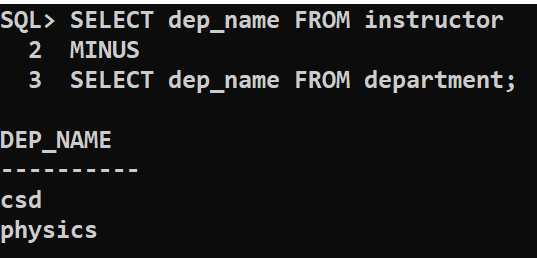 SQL> SELECT dep_name FROM instructor
  2  MINUS
  3  SELECT dep_name FROM department;
DEP_NAME
----------
csd
physics